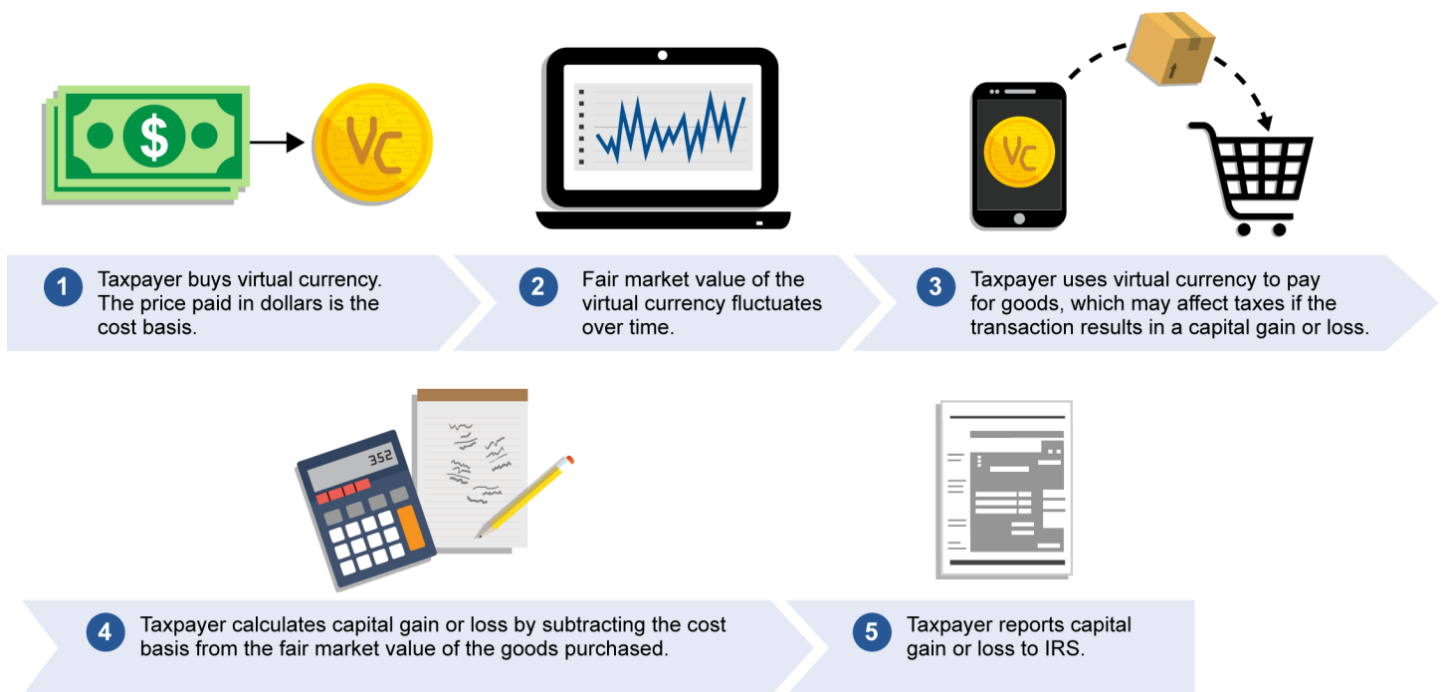 $
VC
VC
1
Taxpayer buys virtual currency.
The price paid in dollars is the
cost basis.
2
Fair market value of the
virtual currency fluctuates
over time.
3
Taxpayer uses virtual currency to pay
for goods, which may affect taxes if the
transaction results in a capital gain or loss.
352
4
Taxpayer calculates capital gain or loss by subtracting the cost
basis from the fair market value of the goods purchased.
5
Taxpayer reports capital
gain or loss to IRS.